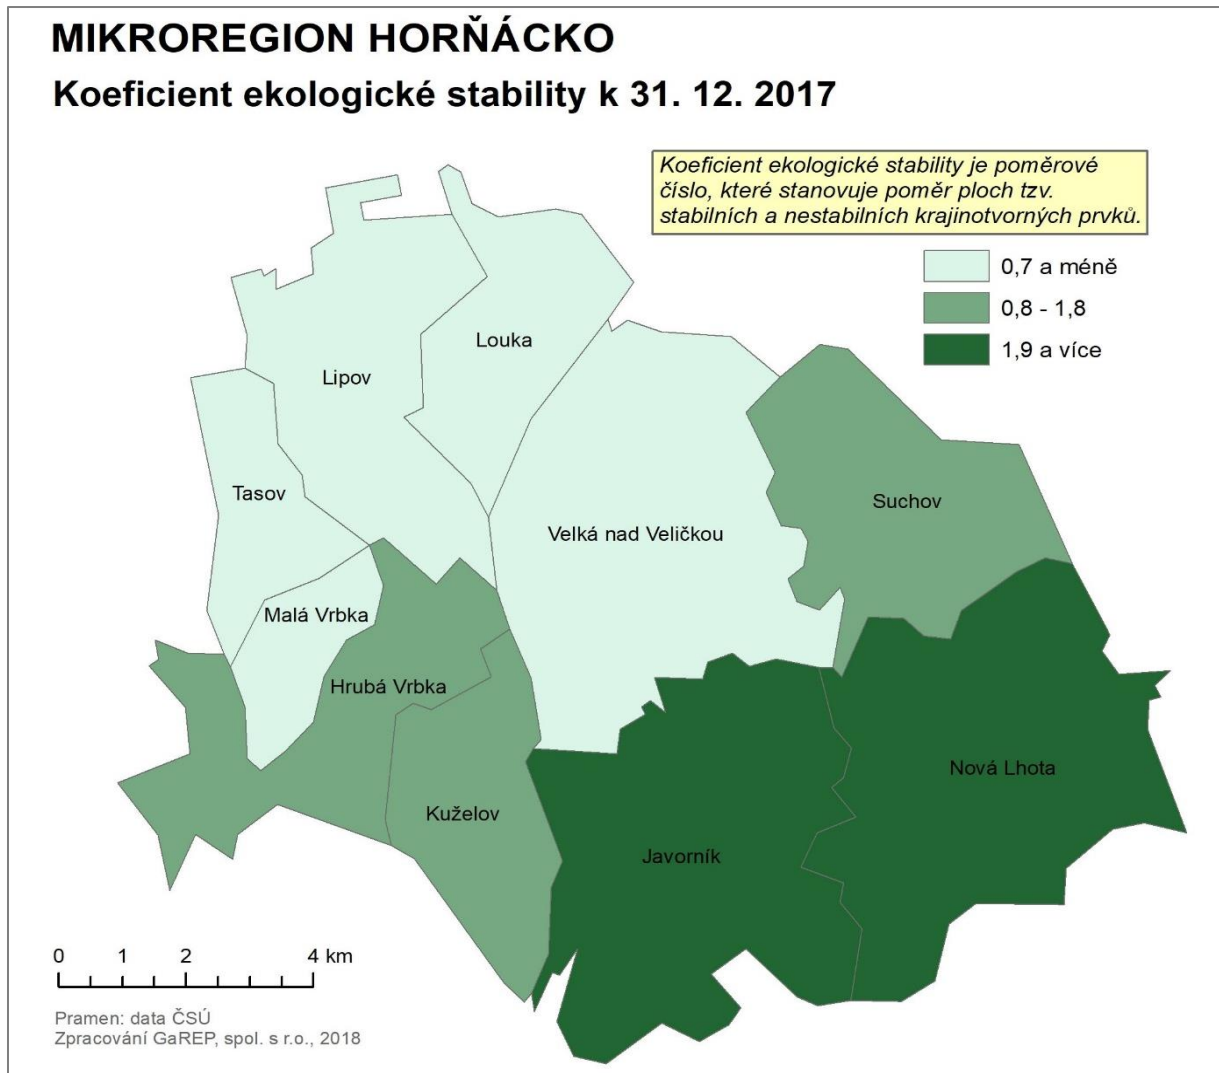 MIKROREGION HORŇÁCKO
Koeficient ekologické stability k 31. 12. 2017
Koeficient ekologické stability je poměrové
číslo, které stanovuje poměr ploch tzv.
stabilních a nestabilních krajinotvorných prvků.
0,7 a méně
0,8 - 1,8
1,9 a více
Louka
Lipov
Tasov
Suchov
Velká nad Veličkou
Malá Vrbka
Hrubá Vrbka
Nová Lhota
Kuželov
Javorník
0 1 2 4 km
Pramen: data ČSÚ
Zpracování GaREP, spol. s r.o., 2018